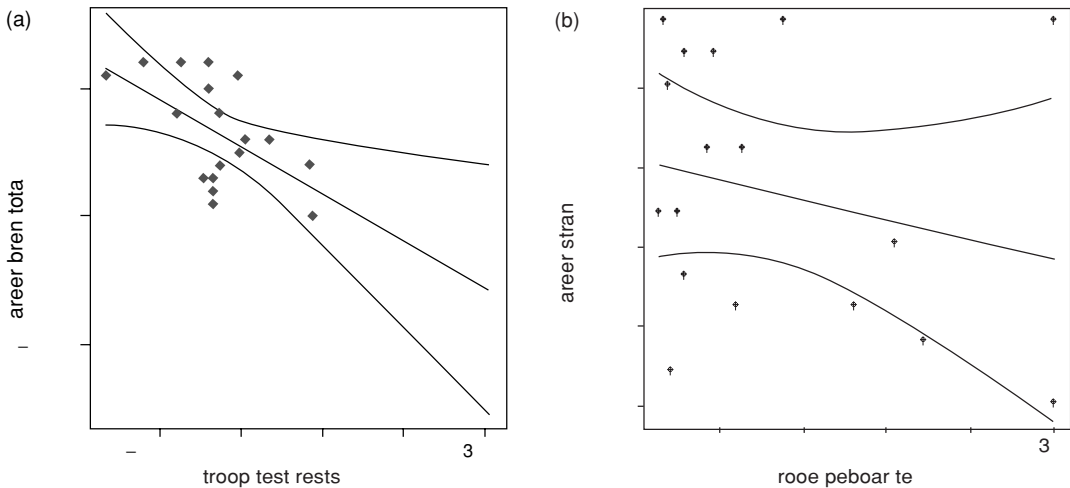 (a)
areer bren tota
–
–
3
troop test rests
(b)
areer stran
3
rooe peboar te